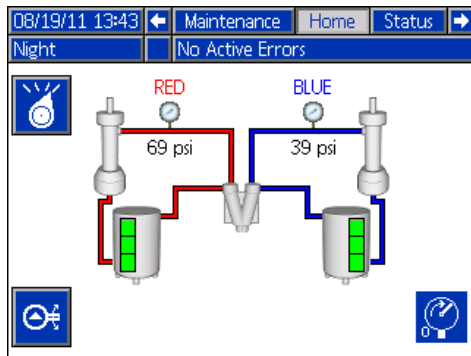 08/19/11 13:43 Maintenance Home Status
Night No Active Errors
RED BLUE
69 psi 39 psi